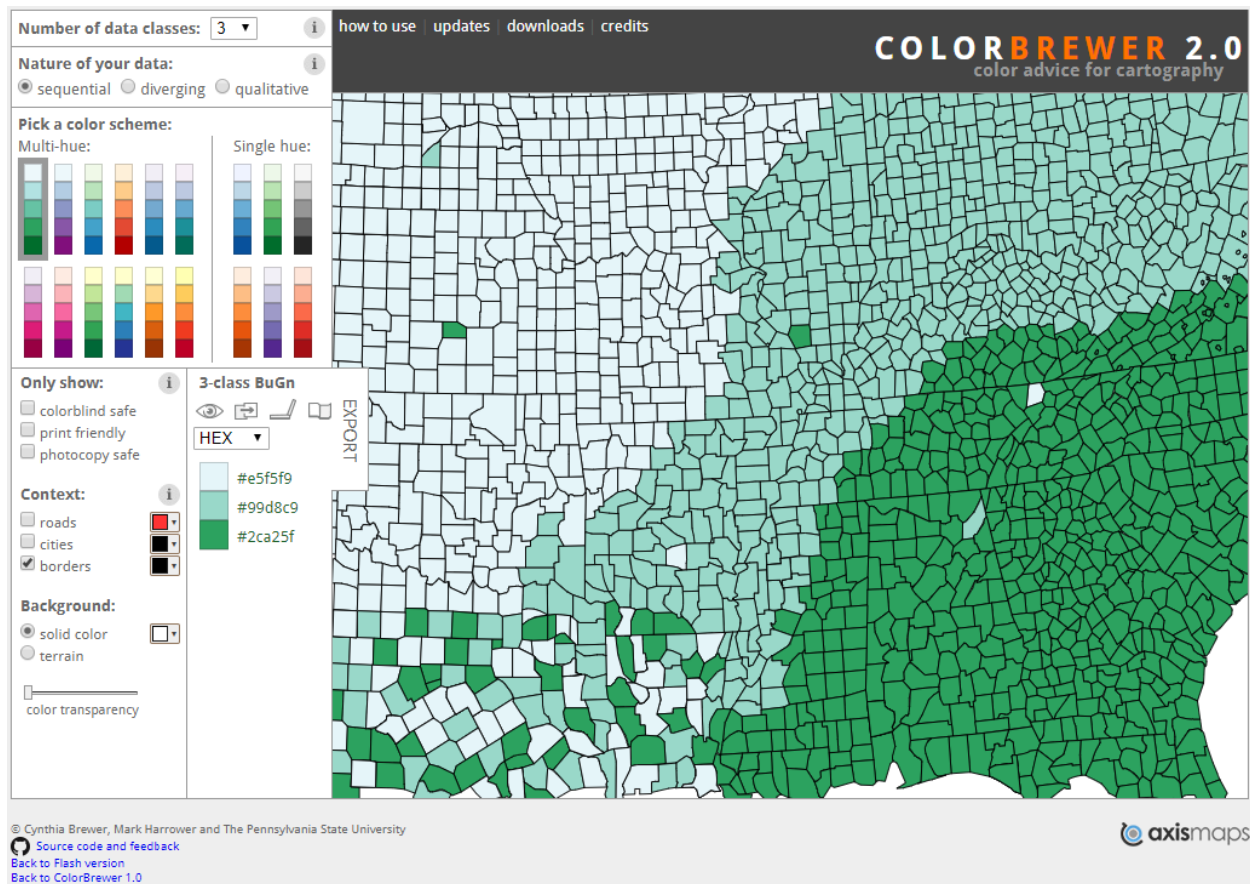 Number of data classes: 3
how to use | updates | downloads | credits
COLORBREWER 2.0
color advice for cartography
Nature of your data:
sequential diverging qualitative
Pick a color scheme:
Multi-hue: Single hue:
Only show:
colorblind safe
print friendly
photocopy safe
Context:
roads
cities
borders
Background:
solid color
terrain
color transparency
3-class BuGn
EXPORT
HEX
#e5f5f9
#99d8c9
#2ca25f
© Cynthia Brewer, Mark Harrower and The Pennsylvania State University
Source code and feedback
Back to Flash version
Back to ColorBrewer 1.0
axismaps